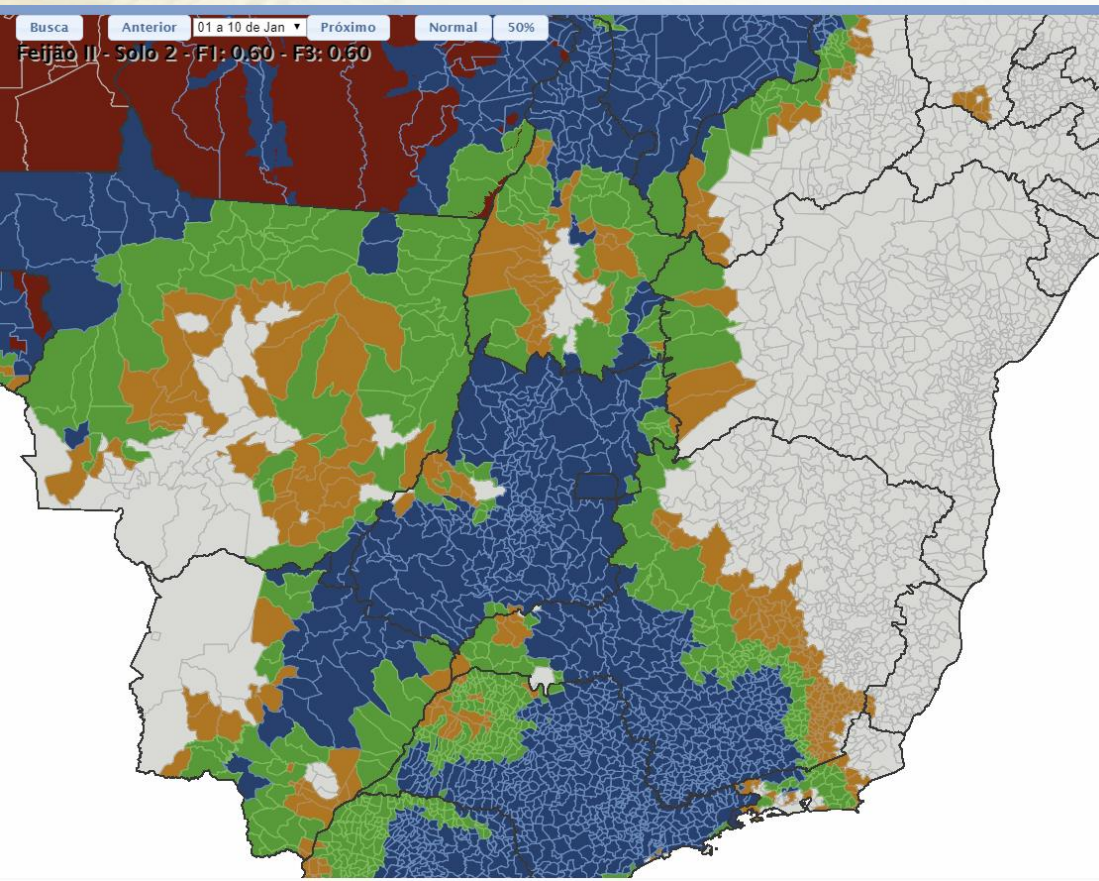 Busca Anterior 01 a 10 de Jan Próximo Normal 50%
Feijão II - Solo 2 - F1: 0.60 - F3: 0.60